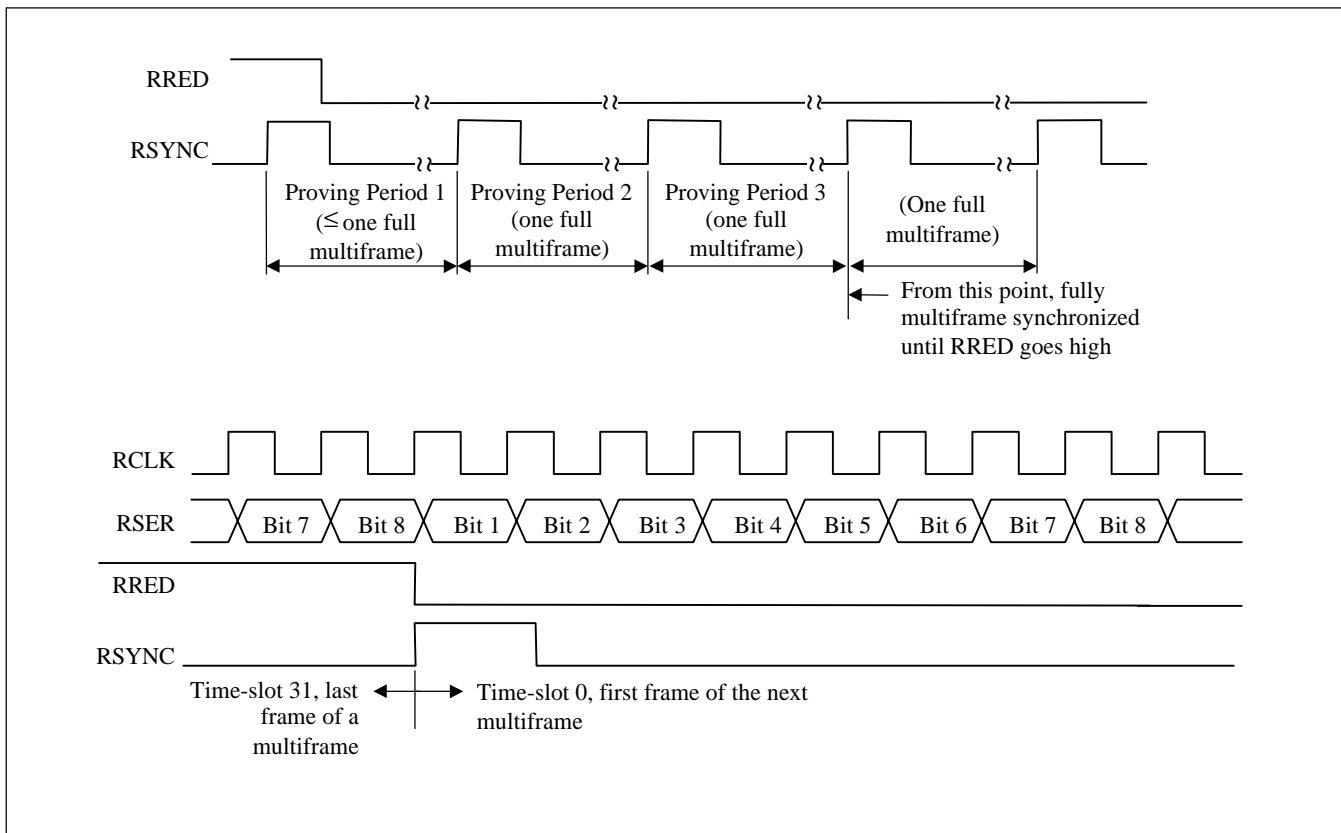 RRED
RSYNC
Proving Period 1
(≤ one full
multiframe)
Proving Period 2
(one full
multiframe)
Proving Period 3
(one full
multiframe)
(One full
multiframe)
From this point, fully
multiframe synchronized
until RRED goes high
RCLK
RSER
Bit 7
Bit 8
Bit 1
Bit 2
Bit 3
Bit 4
Bit 5
Bit 6
Bit 7
Bit 8
RRED
RSYNC
Time-slot 31, last
frame of a
multiframe
Time-slot 0, first frame of the next
multiframe